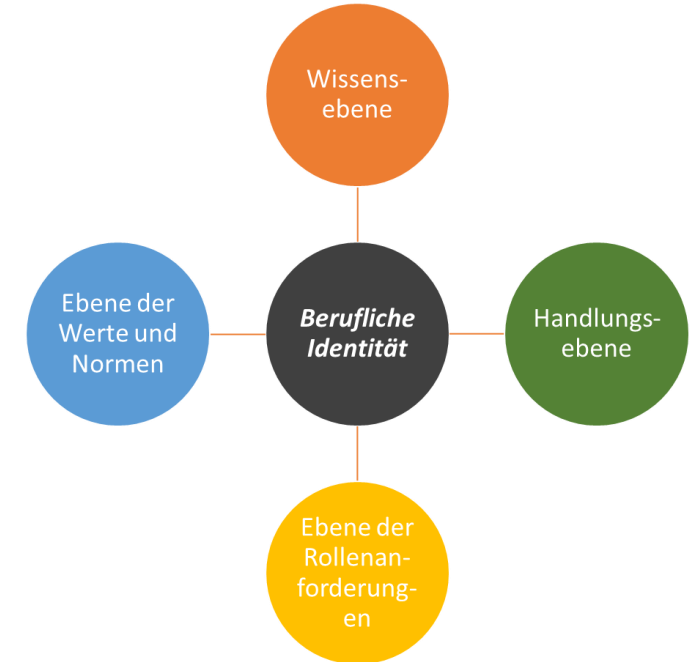 Wissens-
ebene
Ebene der
Werte und
Normen
Berufliche
Identität
Handlungs-
ebene
Ebene der
Rollenan-
forderung-
en